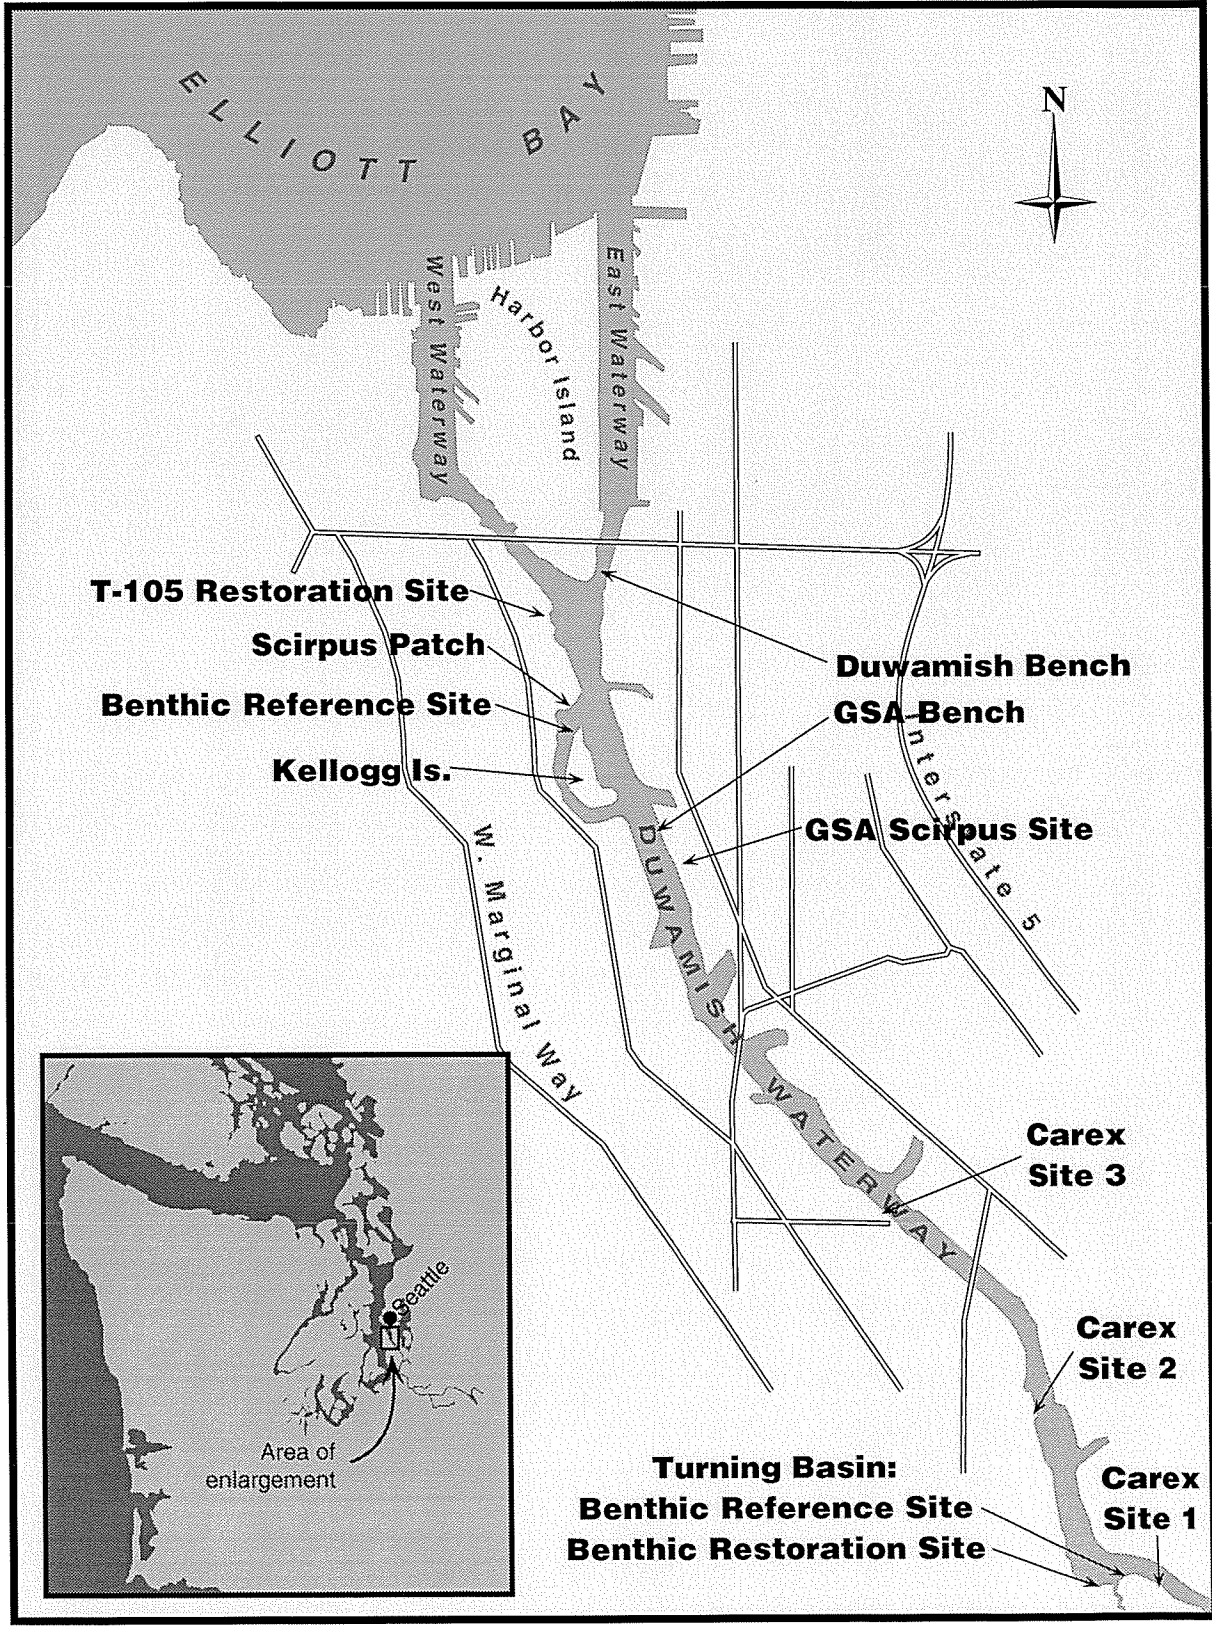 ELLIOTT BAY
N
West Waterway
Harbor Island
East Waterway
T-105 Restoration Site
Scirpus Patch
Duwamish Bench
Benthic Reference Site
GSA Bench
Kellogg Is.
Interstate 5
GSA Scirpus Site
W. Marginal Way
DUWAMISH WATERWAY
Carex
Site 3
Seattle
Carex
Site 2
Area of
enlargement
Turning Basin:
Benthic Reference Site
Benthic Restoration Site
Carex
Site 1